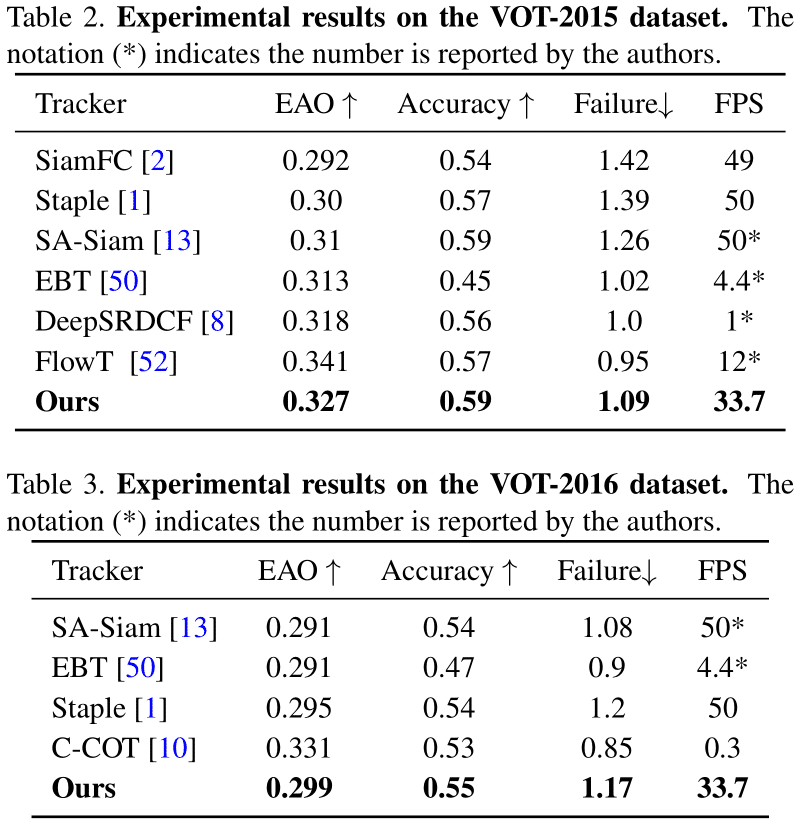 Table 2. Experimental results on the VOT-2015 dataset. The
notation (*) indicates the number is reported by the authors.
Tracker EAO ↑ Accuracy ↑ Failure↓ FPS
SiamFC [2] 0.292 0.54 1.42 49
Staple [1] 0.30 0.57 1.39 50
SA-Siam [13] 0.31 0.59 1.26 50*
EBT [50] 0.313 0.45 1.02 4.4*
DeepSRDCF [8] 0.318 0.56 1.0 1*
FlowT [52] 0.341 0.57 0.95 12*
Ours 0.327 0.59 1.09 33.7
Table 3. Experimental results on the VOT-2016 dataset. The
notation (*) indicates the number is reported by the authors.
Tracker EAO ↑ Accuracy ↑ Failure↓ FPS
SA-Siam [13] 0.291 0.54 1.08 50*
EBT [50] 0.291 0.47 0.9 4.4*
Staple [1] 0.295 0.54 1.2 50
C-COT [10] 0.331 0.53 0.85 0.3
Ours 0.299 0.55 1.17 33.7